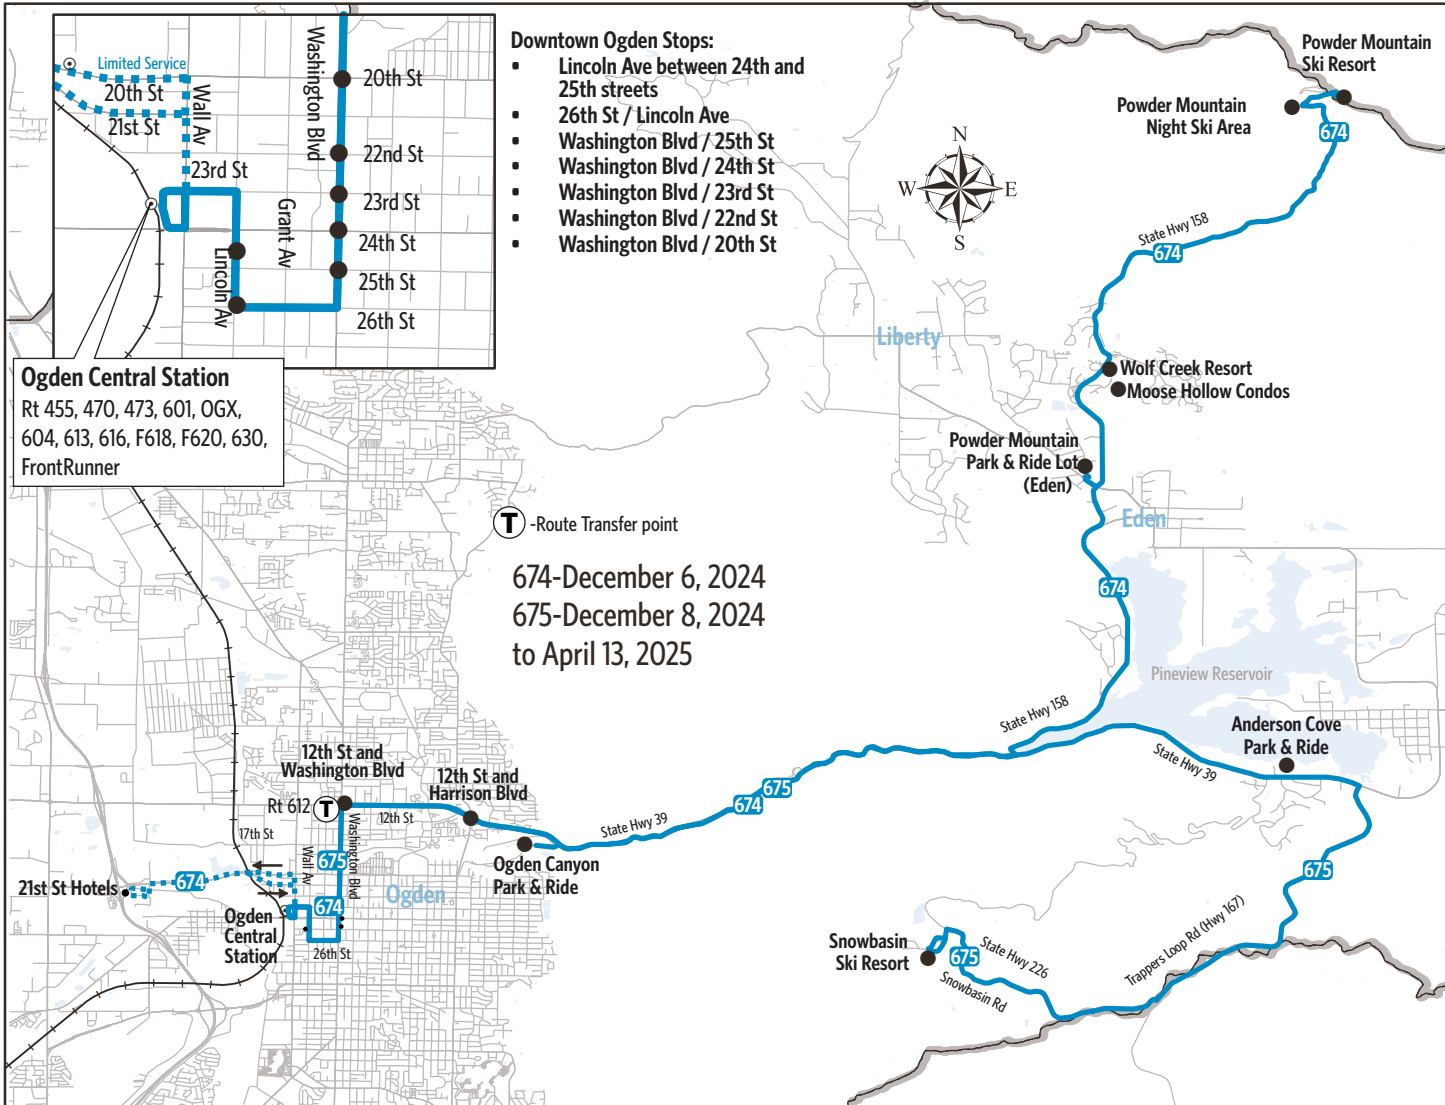 Limited Service
20th St
21st St
Wall Av
23rd St
Washington Blvd
20th St
22nd St
23rd St
24th St
25th St
26th St
Grant Av
Lincoln Av
Ogden Central Station
Rt 455, 470, 473, 601, OGX,
604, 613, 616, F618, F620, 630,
FrontRunner
Downtown Ogden Stops:
▪ Lincoln Ave between 24th and
25th streets
▪ 26th St / Lincoln Ave
▪ Washington Blvd / 25th St
▪ Washington Blvd / 24th St
▪ Washington Blvd / 23rd St
▪ Washington Blvd / 22nd St
▪ Washington Blvd / 20th St
N
W
E
S
Powder Mountain
Ski Resort
Powder Mountain
Night Ski Area
674
State Hwy 158
674
Liberty
Wolf Creek Resort
Moose Hollow Condos
Powder Mountain
Park & Ride Lot
(Eden)
Eden
T -Route Transfer point
674-December 6, 2024
675-December 8, 2024
to April 13, 2025
674
Pineview Reservoir
State Hwy 158
Anderson Cove
Park & Ride
State Hwy 39
12th St and
Washington Blvd
12th St and
Harrison Blvd
Rt 612
T
12th St
675
674
State Hwy 39
17th St
Wall Av
Washington Blvd
675
Ogden Canyon
Park & Ride
21st St Hotels
674
Ogden
674
Ogden
Central
Station
26th St
675
Trappers Loop Rd (Hwy 167)
Snowbasin
Ski Resort
675
State Hwy 226
Snowbasin Rd